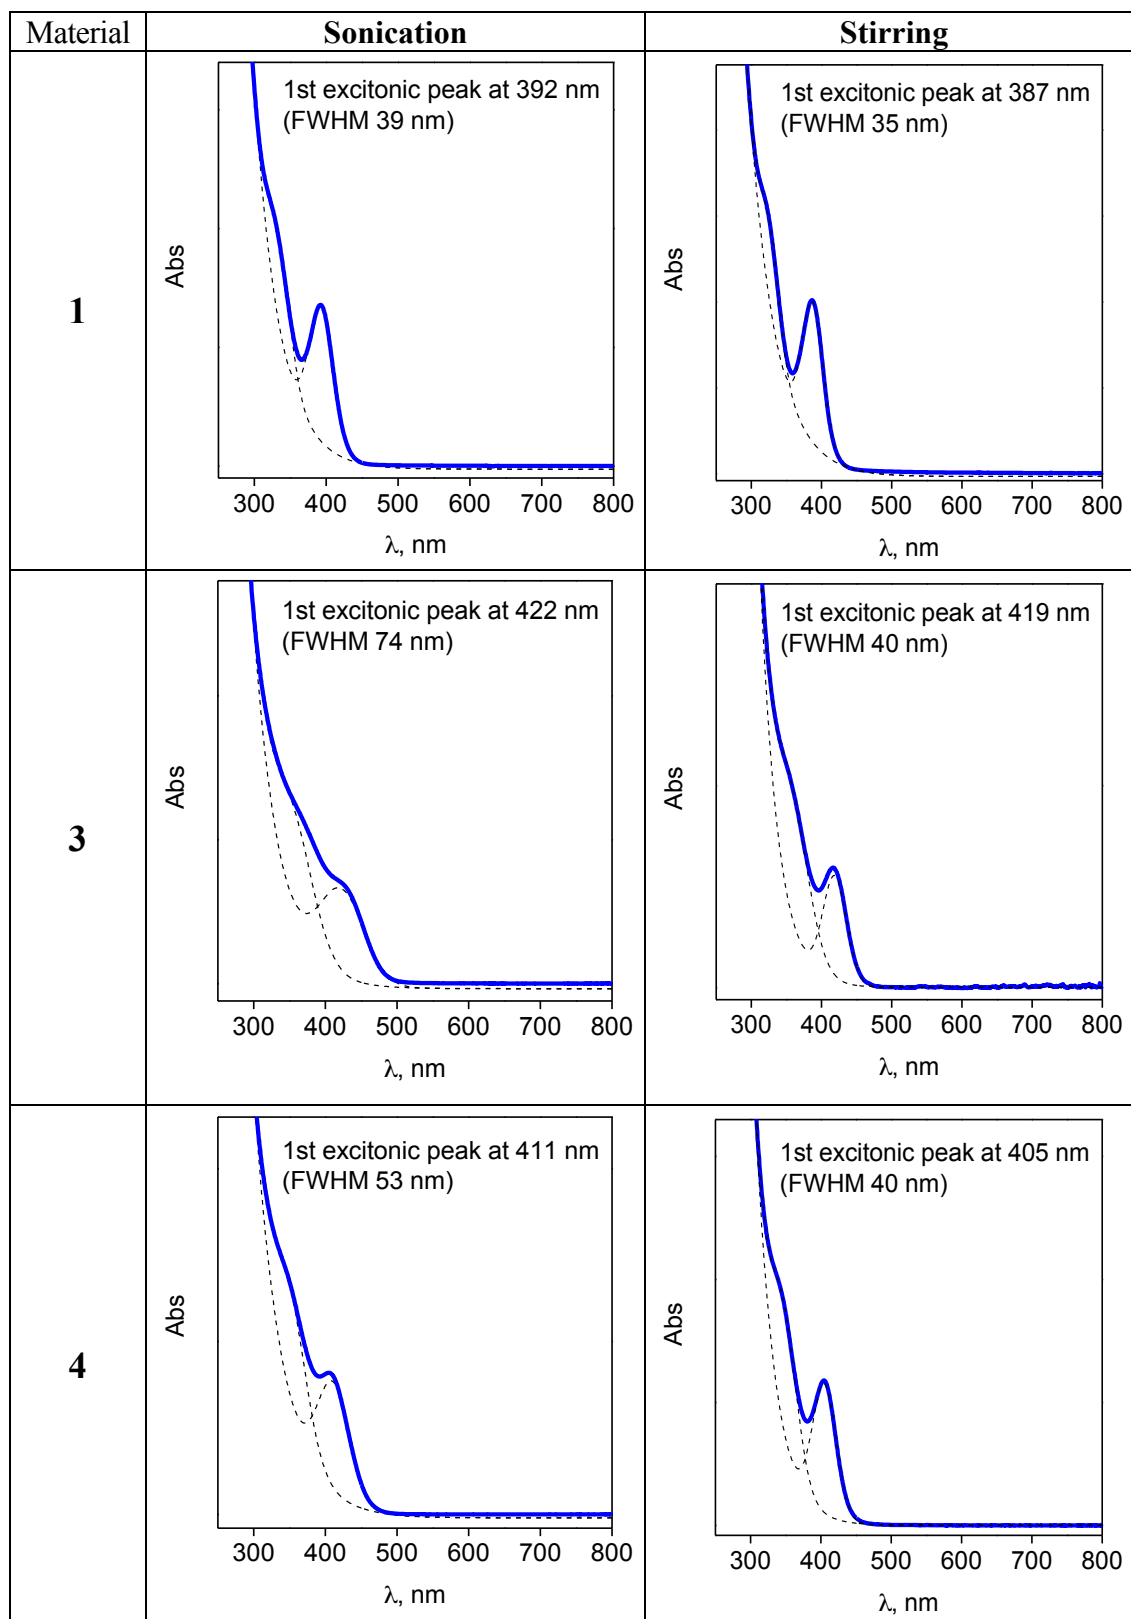 Material Sonication Stirring
1
1st excitonic peak at 392 nm
(FWHM 39 nm)
Abs
300 400 500 600 700 800
λ, nm
1st excitonic peak at 387 nm
(FWHM 35 nm)
Abs
300 400 500 600 700 800
λ, nm
3
1st excitonic peak at 422 nm
(FWHM 74 nm)
Abs
300 400 500 600 700 800
λ, nm
1st excitonic peak at 419 nm
(FWHM 40 nm)
Abs
300 400 500 600 700 800
λ, nm
4
1st excitonic peak at 411 nm
(FWHM 53 nm)
Abs
300 400 500 600 700 800
λ, nm
1st excitonic peak at 405 nm
(FWHM 40 nm)
Abs
300 400 500 600 700 800
λ, nm